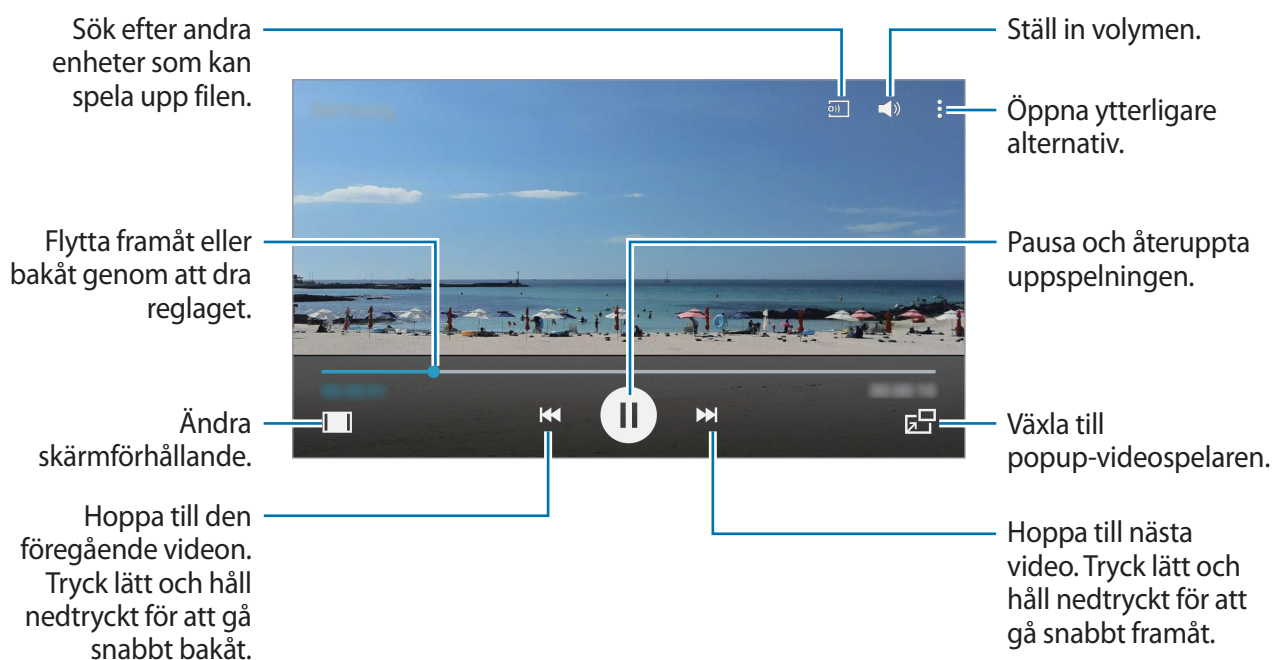 Sök efter andra
enheter som kan
spela upp filen.
Ställ in volymen.
Öppna ytterligare
alternativ.
Flytta framåt eller
bakåt genom att dra
reglaget.
Pausa och återuppta
uppspelningen.
Ändra
skärmförhållande.
Växla till
popup-videospelaren.
Hoppa till den
föregående videon.
Tryck lätt och håll
nedtryckt för att gå
snabbt bakåt.
Hoppa till nästa
video. Tryck lätt och
håll nedtryckt för att
gå snabbt framåt.